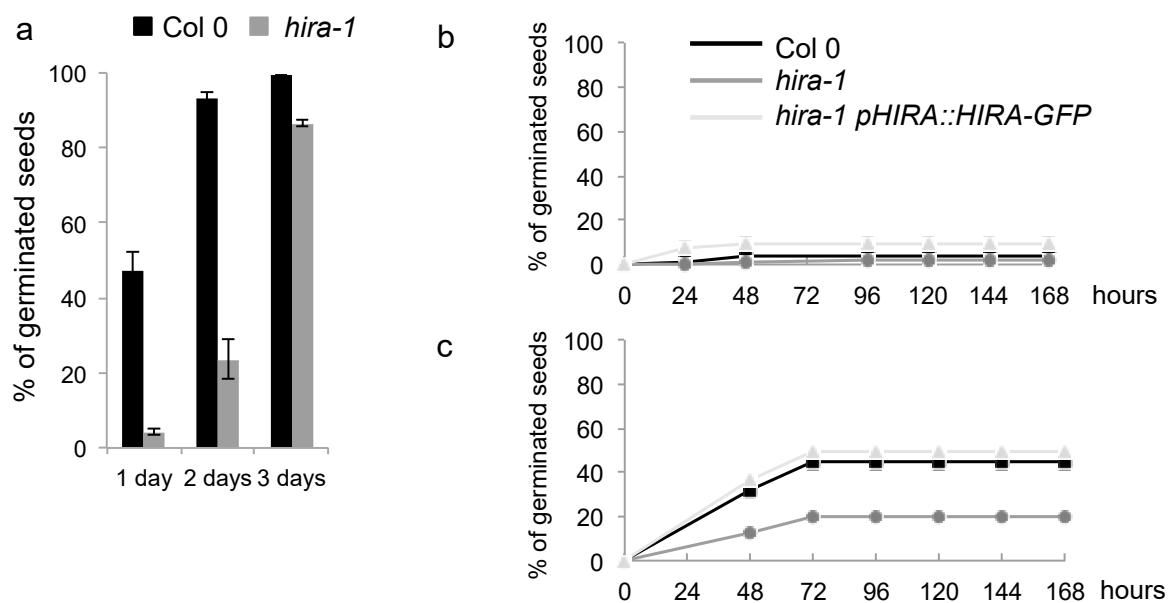 a
Col 0 hira-1
% of germinated seeds
100
80
60
40
20
0
1 day 2 days 3 days
b
Col 0
hira-1
hira-1 pHIRA::HIRA-GFP
% of germinated seeds
100
80
60
40
20
0
0 24 48 72 96 120 144 168 hours
c
% of germinated seeds
100
80
60
40
20
0
0 24 48 72 96 120 144 168 hours